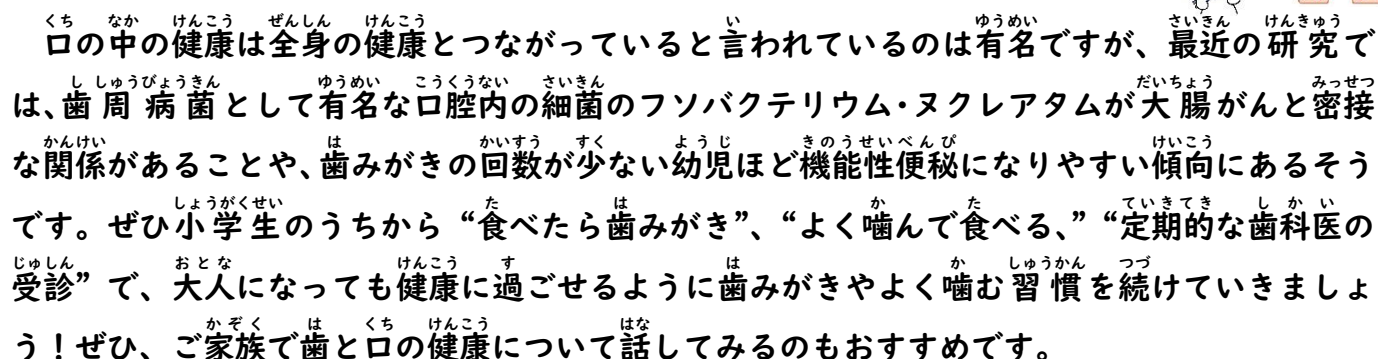 口の中の健康は全身の健康とつながっていると言われているのは有名ですが、最近の研究で
は、歯周病菌として有名な口腔内の細菌のフソバクテリウム・ヌクレアタムが大腸がんと密接
な関係があることや、歯みがきの回数が少ない幼児ほど機能性便秘になりやすい傾向にあるそう
です。ぜひ小学生のうちから“食べたら歯みがき”、“よく噛んで食べる、”“定期的な歯科医の
受診”で、大人になっても健康に過ごせるように歯みがきやよく噛む習慣を続けていきましょ
う！ぜひ、ご家族で歯と口の健康について話してみるのもおすすめです。